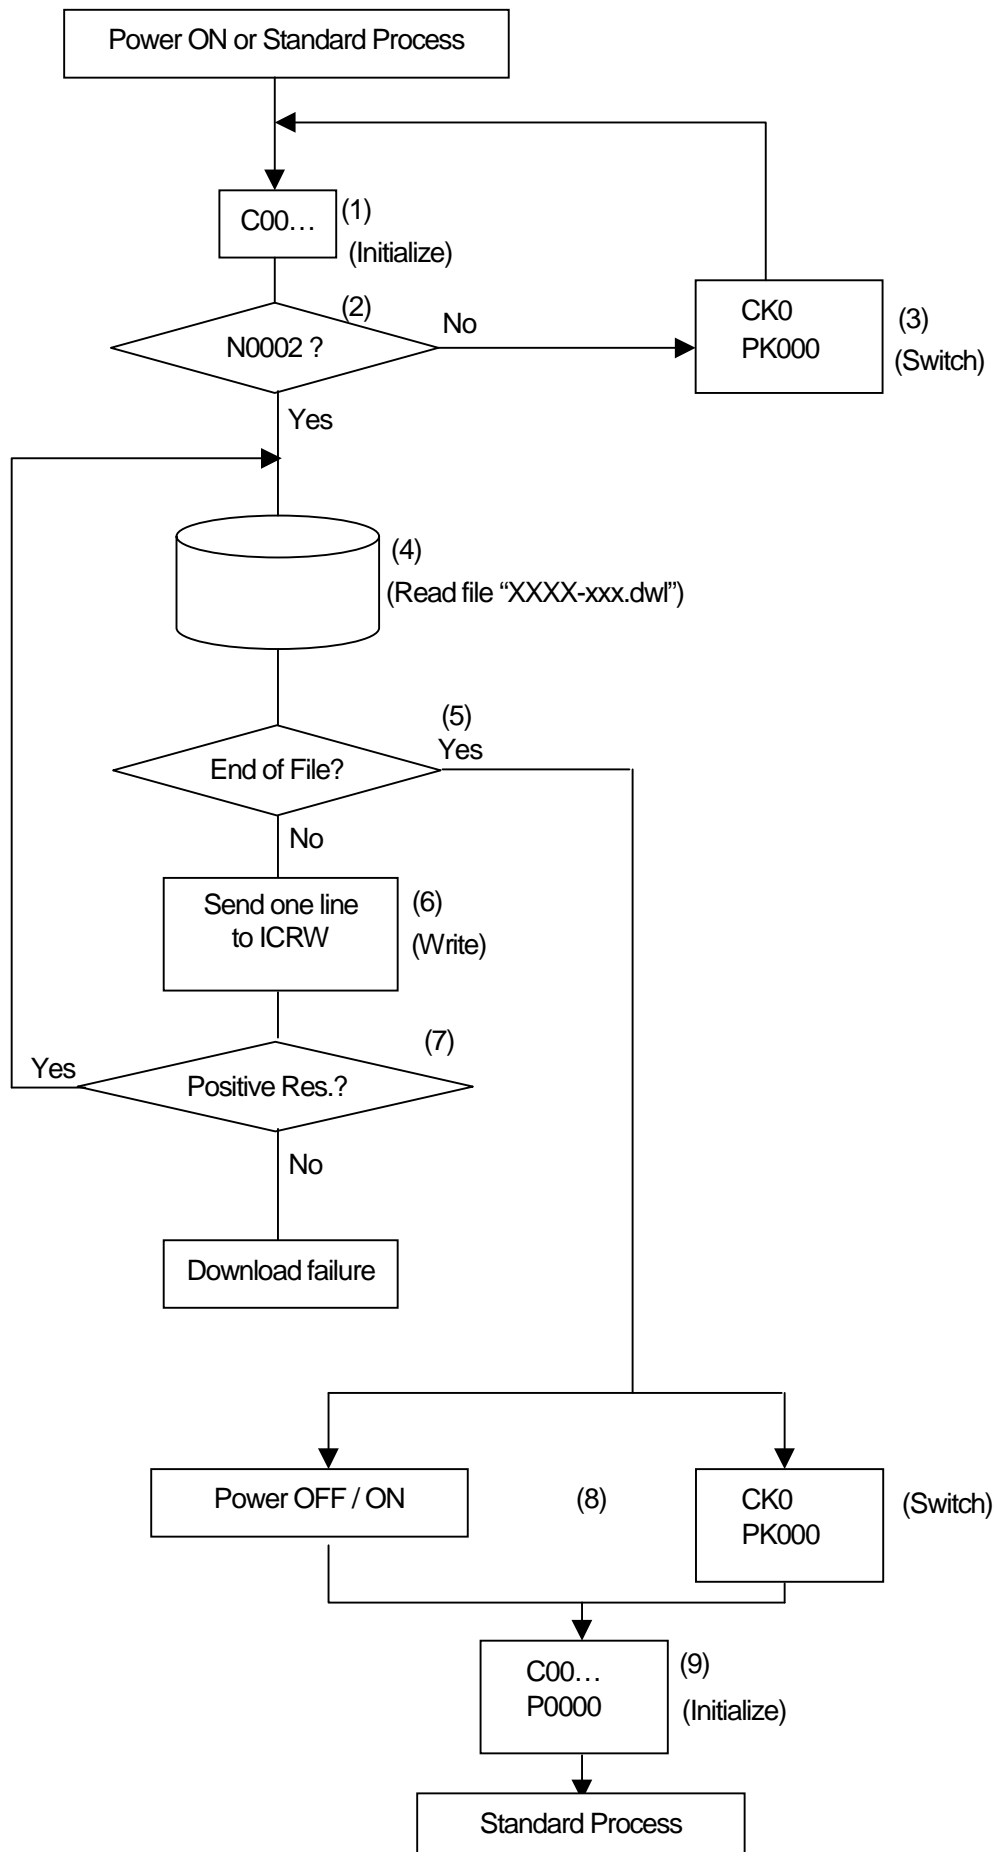 Power ON or Standard Process
C00…
(1)
(Initialize)
(2)
N0002 ?
No
CK0
PK000
(3)
(Switch)
Yes
(4)
(Read file “XXXX-xxx.dwl”)
(5)
Yes
End of File?
No
Send one line
to ICRW
(6)
(Write)
(7)
Yes
Positive Res.?
No
Download failure
Power OFF / ON
(8)
CK0
PK000
(Switch)
C00…
P0000
(9)
(Initialize)
Standard Process